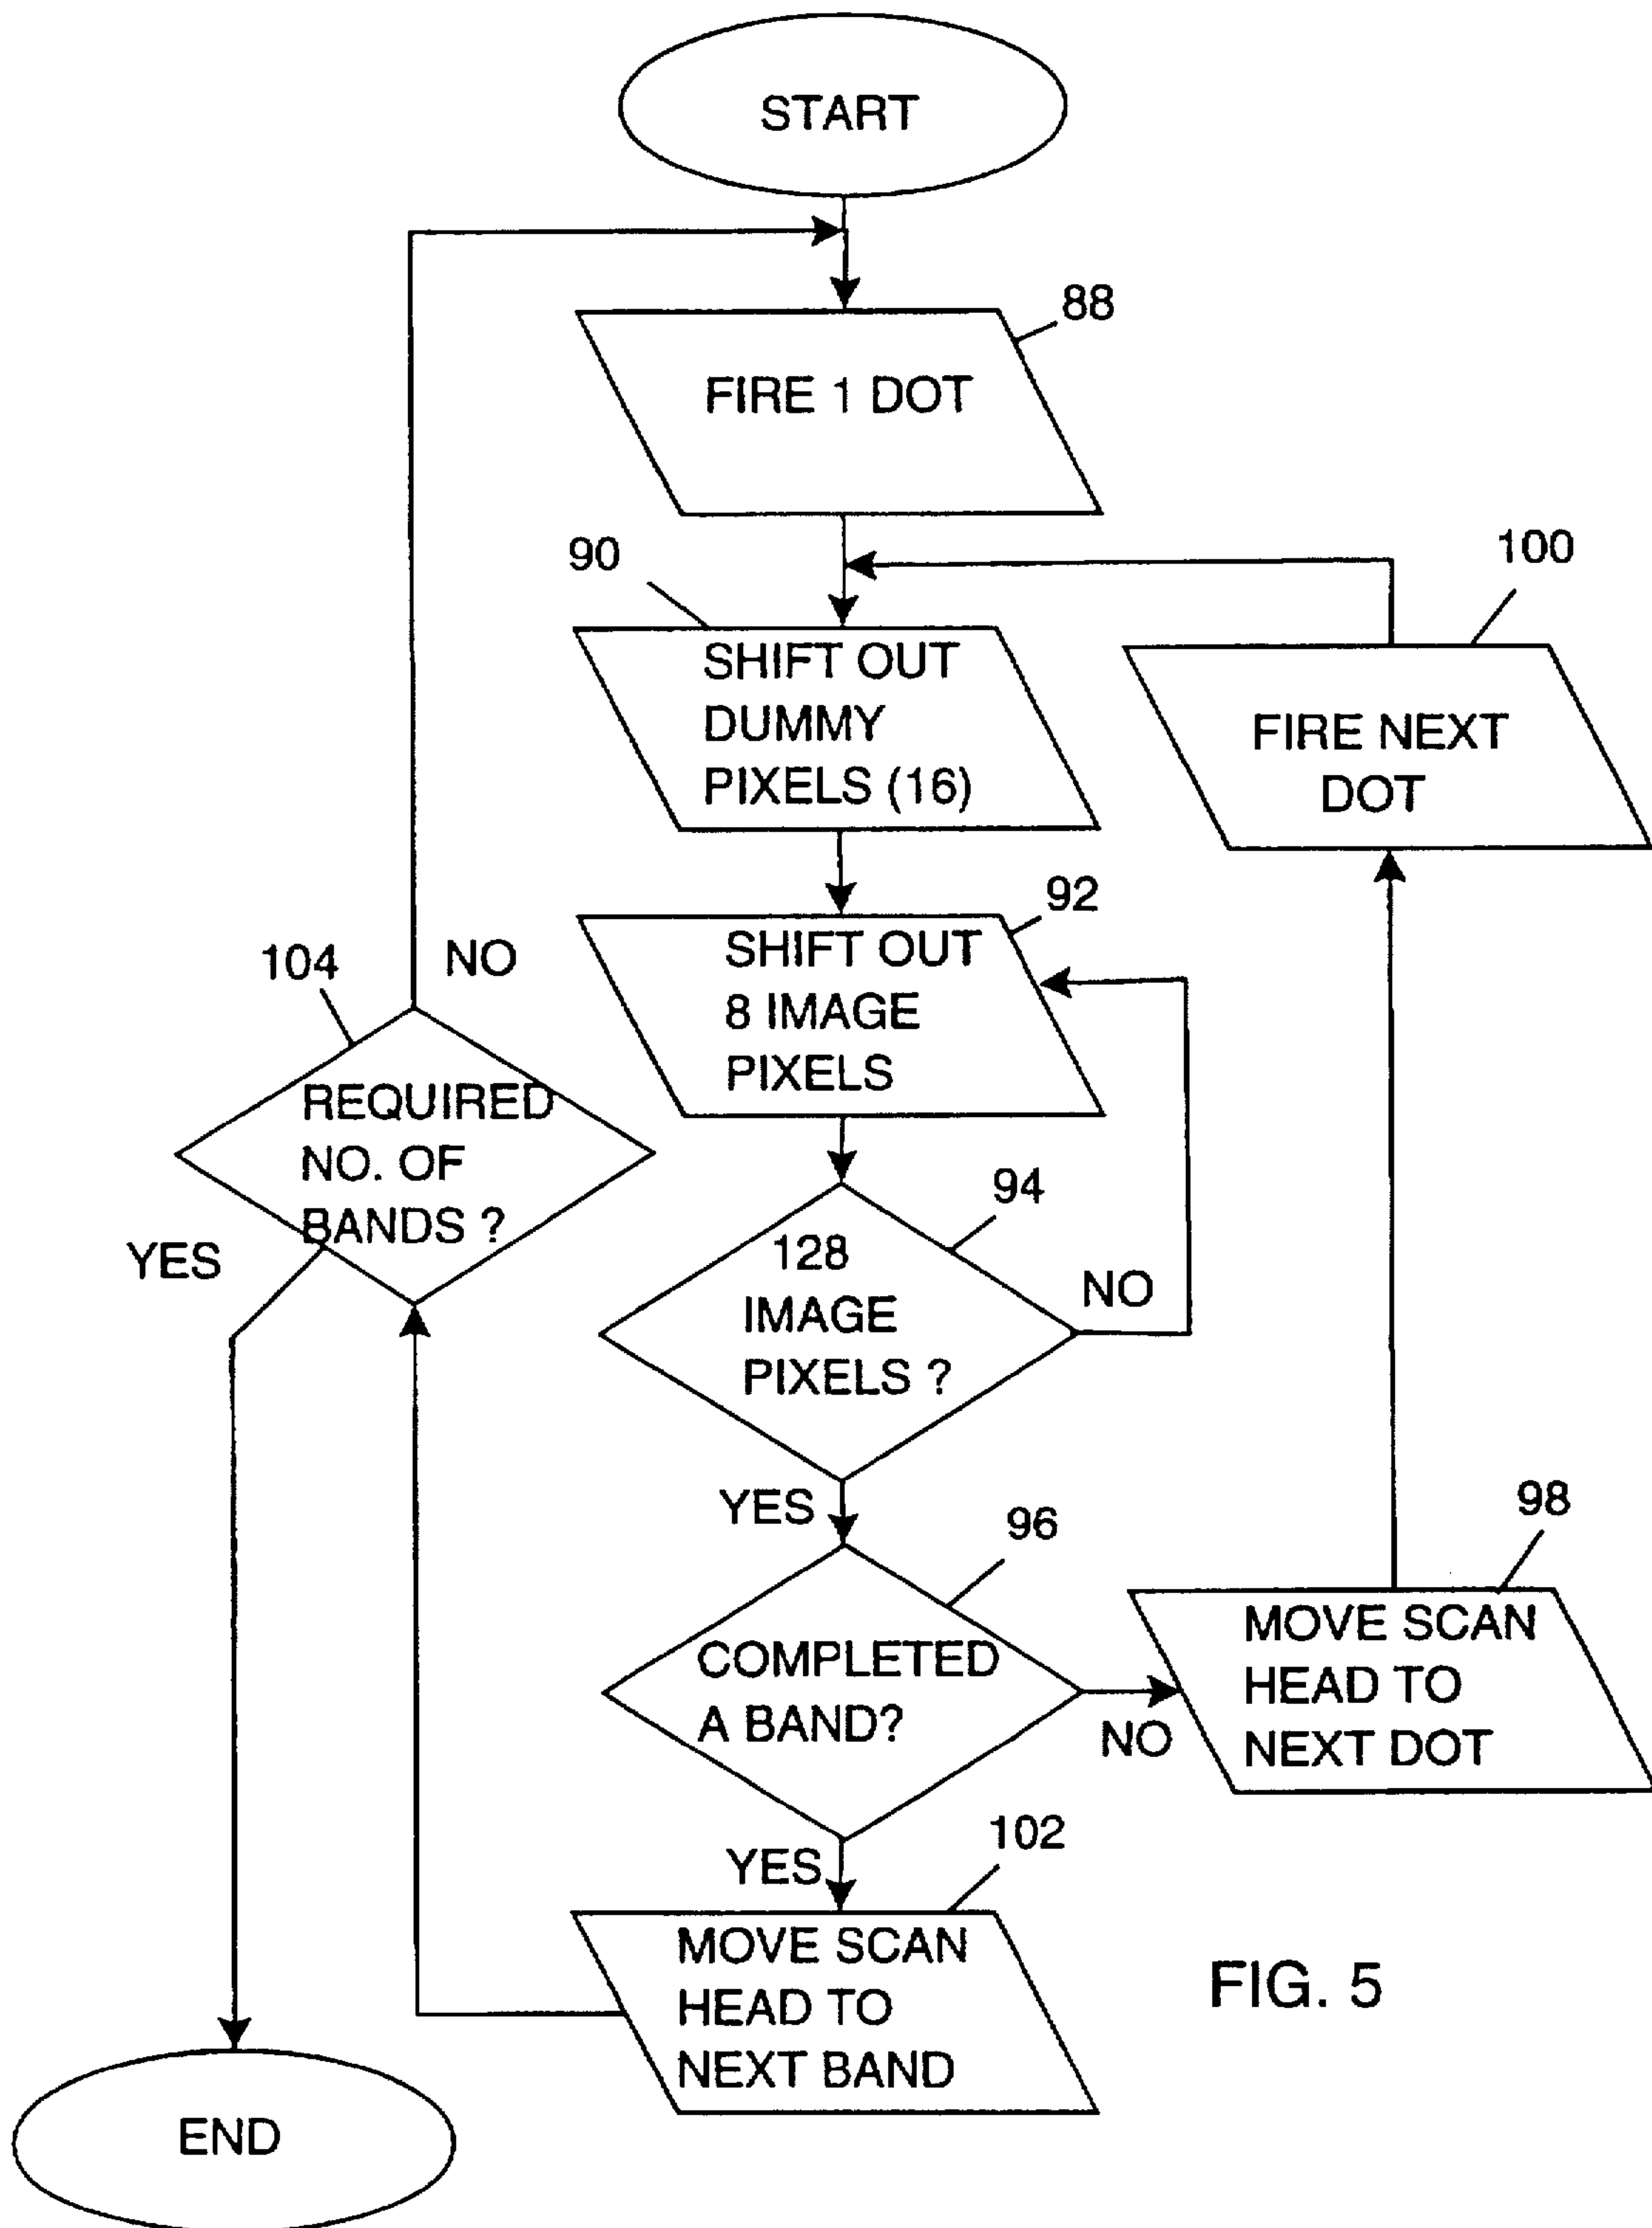 START
88
FIRE 1 DOT
90
100
SHIFT OUT
DUMMY
PIXELS (16)
FIRE NEXT
DOT
92
SHIFT OUT
8 IMAGE
PIXELS
104
NO
REQUIRED
NO. OF
BANDS ?
YES
94
128
IMAGE
PIXELS ?
NO
YES
96
98
COMPLETED
A BAND?
NO
MOVE SCAN
HEAD TO
NEXT DOT
YES
102
MOVE SCAN
HEAD TO
NEXT BAND
FIG. 5
END